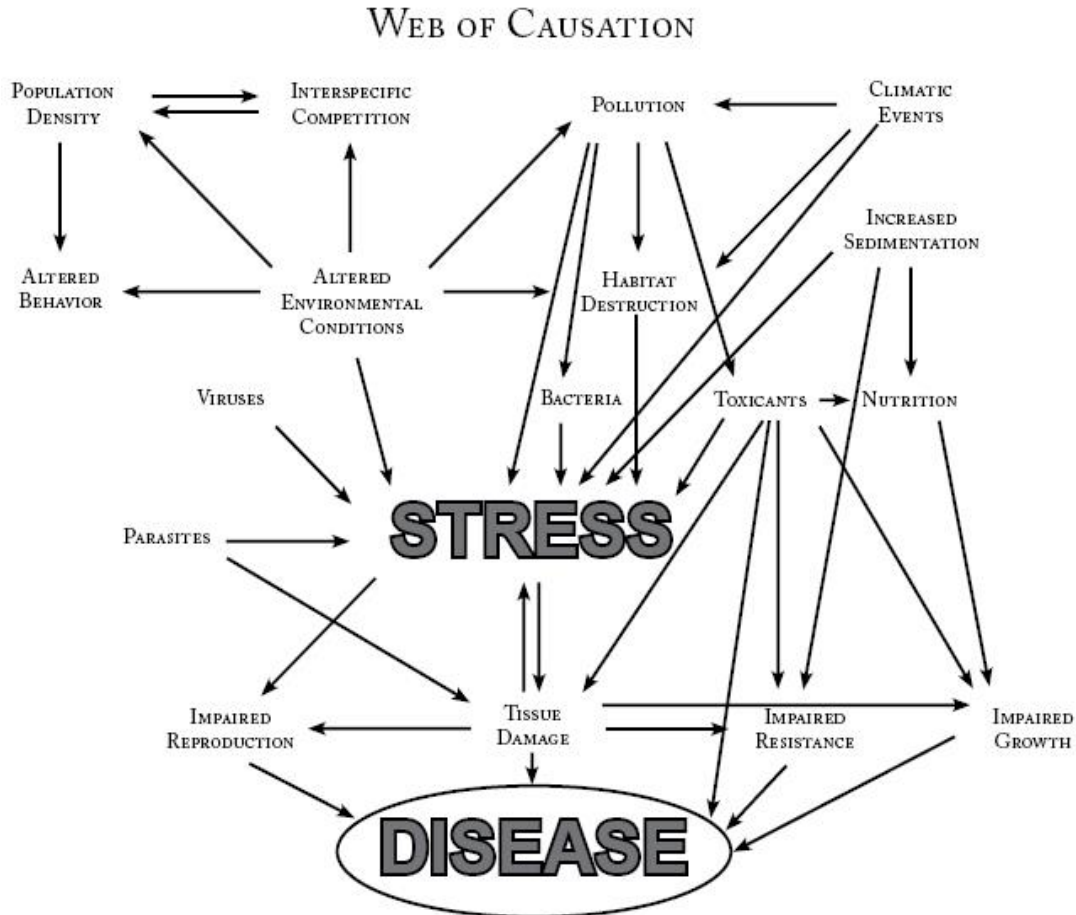 Web of Causation
Population
Density
Interspecific
Competition
Pollution
Climatic
Events
Increased
Sedimentation
Altered
Behavior
Altered
Environmental
Conditions
Habitat
Destruction
Viruses
Bacteria
Toxicants
Nutrition
STRESS
Parasites
Impaired
Reproduction
Tissue
Damage
Impaired
Resistance
Impaired
Growth
DISEASE